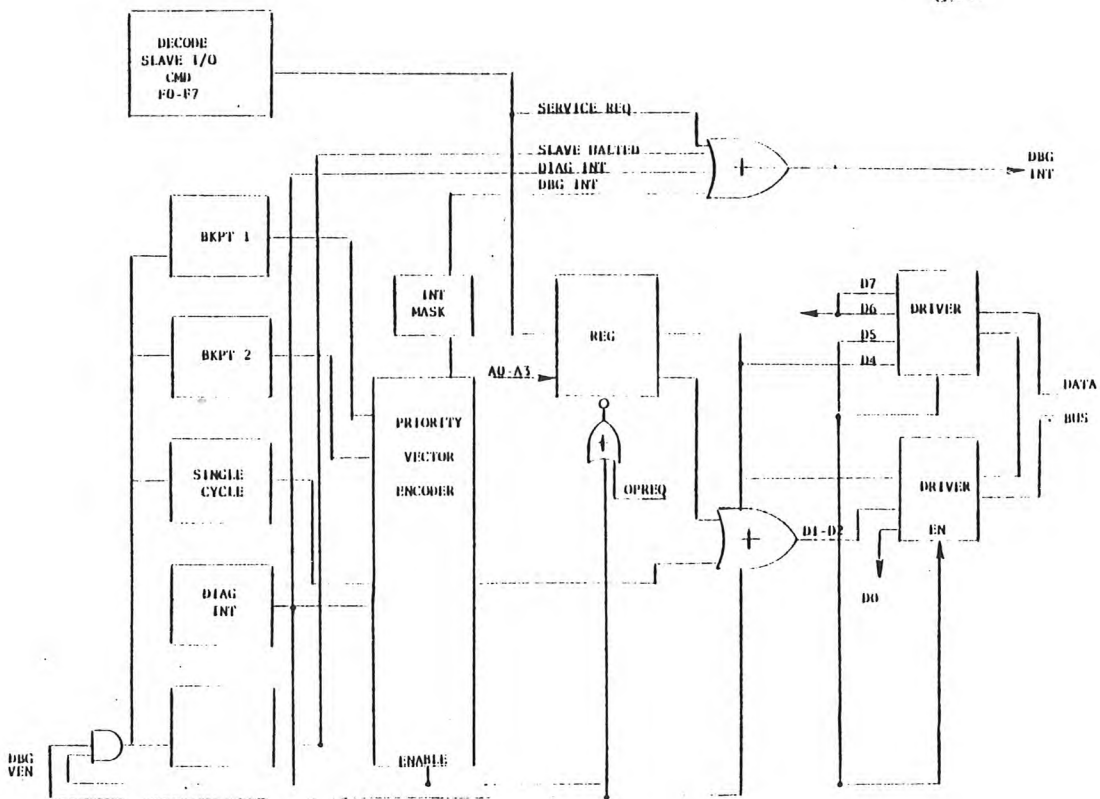 DECODE
SLAVE I/O
CMD
F0-F7
SERVICE REQ
SLAVE HALTED
DIAG INT
DBG INT
DBG
INT
BKPT 1
INT
MASK
REG
D7
D6
D5
D4
DRIVER
BKPT 2
A0-A3
DATA
BUS
PRIORITY
VECTOR
ENCODER
SINGLE
CYCLE
OPREQ
DRIVER
EN
D1-D2
D0
DIAG
INT
DBG
VEN
ENABLE